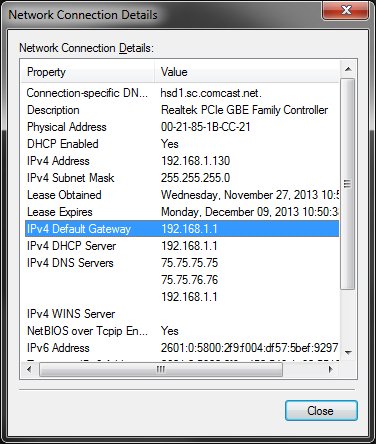 Network Connection Details
Network Connection Details:
Property Value
Connection-specific DN... hsd1.sc.comcast.net.
Description Realtek PCIe GBE Family Controller
Physical Address 00-21-85-1B-CC-21
DHCP Enabled Yes
IPv4 Address 192.168.1.130
IPv4 Subnet Mask 255.255.255.0
Lease Obtained Wednesday, November 27, 2013 10:5
Lease Expires Monday, December 09, 2013 10:50:3
IPv4 Default Gateway 192.168.1.1
IPv4 DHCP Server 192.168.1.1
IPv4 DNS Servers 75.75.75.75
75.75.76.76
192.168.1.1
IPv4 WINS Server
NetBIOS over Tcpip En... Yes
IPv6 Address 2601:0:5800:2f9:f004:df57:5bef:9297
Close